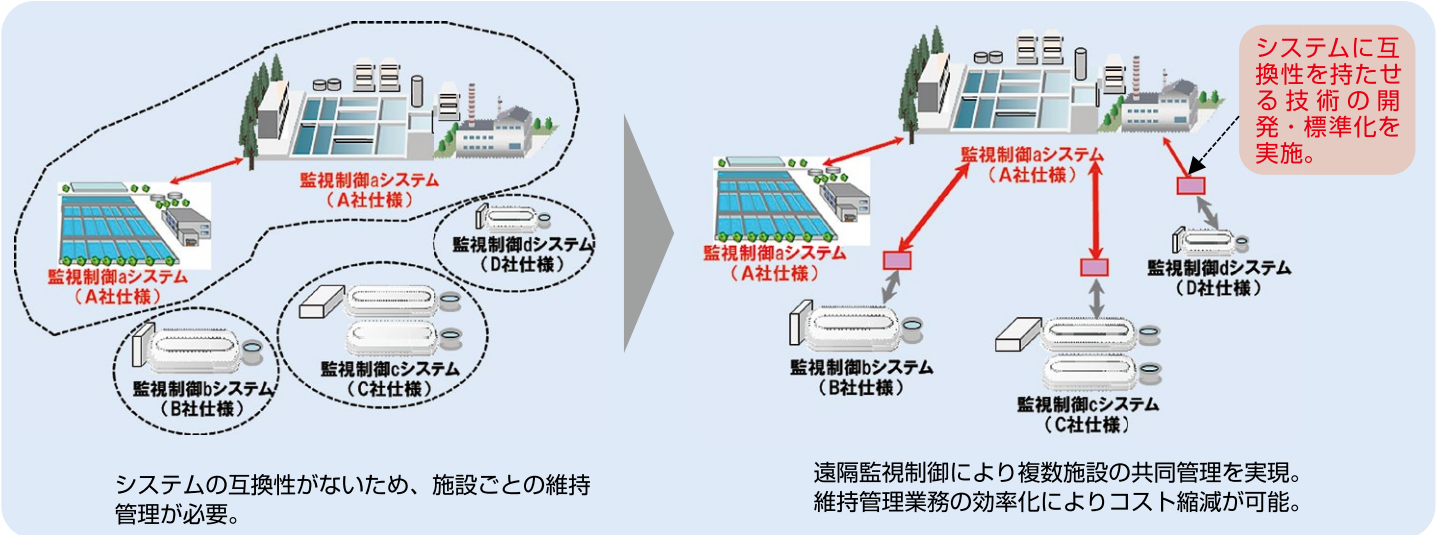 監視制御aシステム
(A社仕様)
監視制御aシステム
(A社仕様)
監視制御dシステム
(D社仕様)
監視制御cシステム
(C社仕様)
監視制御bシステム
(B社仕様)
システムの互換性がないため、施設ごとの維持
管理が必要。
システムに互
換性を持たせ
る技術の開
発・標準化を
実施。
監視制御aシステム
(A社仕様)
監視制御aシステム
(A社仕様)
監視制御dシステム
(D社仕様)
監視制御bシステム
(B社仕様)
監視制御cシステム
(C社仕様)
遠隔監視制御により複数施設の共同管理を実現。
維持管理業務の効率化によりコスト縮減が可能。